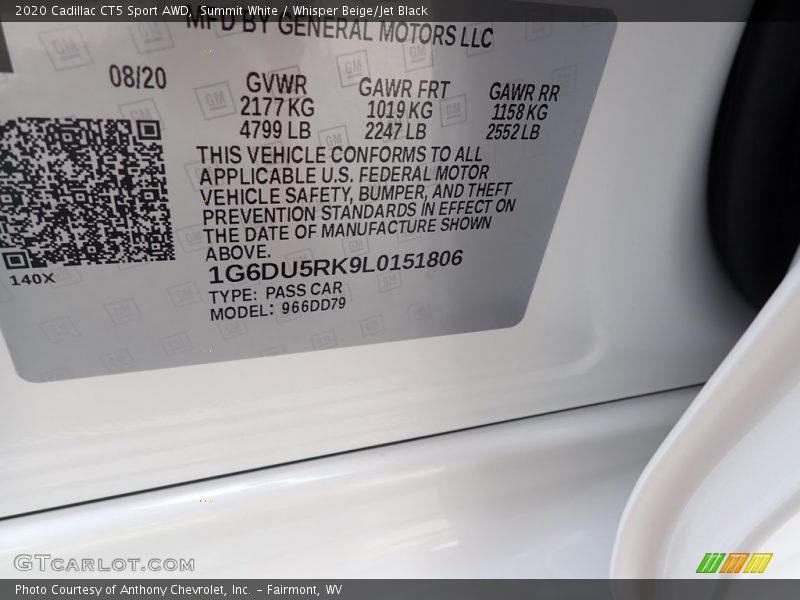 2020 Cadillac CT5 Sport AWD, Summit White / Whisper Beige/Jet Black
MFD BY GENERAL MOTORS LLC
08/20
GVWR GAWR FRT GAWR RR
2177 KG 1019 KG 1158 KG
4799 LB 2247 LB 2552 LB
THIS VEHICLE CONFORMS TO ALL
APPLICABLE U.S. FEDERAL MOTOR
VEHICLE SAFETY, BUMPER, AND THEFT
PREVENTION STANDARDS IN EFFECT ON
THE DATE OF MANUFACTURE SHOWN
ABOVE.
140X
1G6DU5RK9L0151806
TYPE: PASS CAR
MODEL: 966DD79
GTCARLOT.COM
Photo Courtesy of Anthony Chevrolet, Inc. – Fairmont, WV